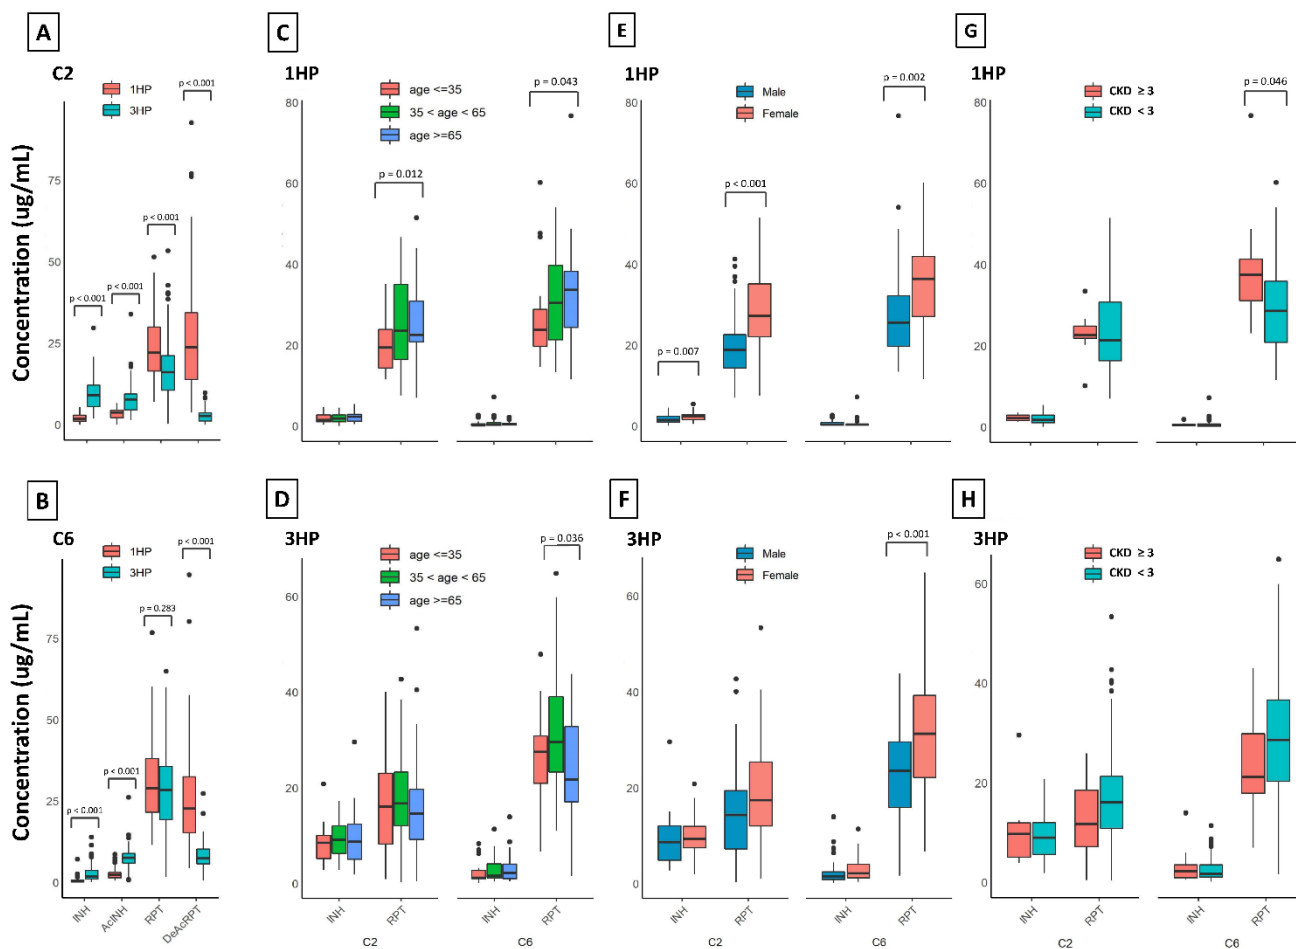 A
C2
1HP
3HP
p < 0.001
p < 0.001
p < 0.001
p < 0.001
Concentration (ug/mL)
75
50
25
0
C
1HP
age <=35
35 < age < 65
age >=65
p = 0.012
p = 0.043
80
60
40
20
0
E
1HP
Male
Female
p = 0.007
p < 0.001
p = 0.002
80
60
40
20
0
G
1HP
CKD ≥ 3
CKD < 3
p = 0.046
80
60
40
20
0
B
C6
1HP
3HP
p < 0.001
p < 0.001
p = 0.283
p < 0.001
Concentration (ug/mL)
75
50
25
0
INH
AcINH
RPT
DeAcRPT
D
3HP
age <=35
35 < age < 65
age >=65
p = 0.036
60
40
20
0
INH
RPT
INH
RPT
C2
C6
F
3HP
Male
Female
p < 0.001
60
40
20
0
INH
RPT
INH
RPT
C2
C6
H
3HP
CKD ≥ 3
CKD < 3
60
40
20
0
INH
RPT
INH
RPT
C2
C6